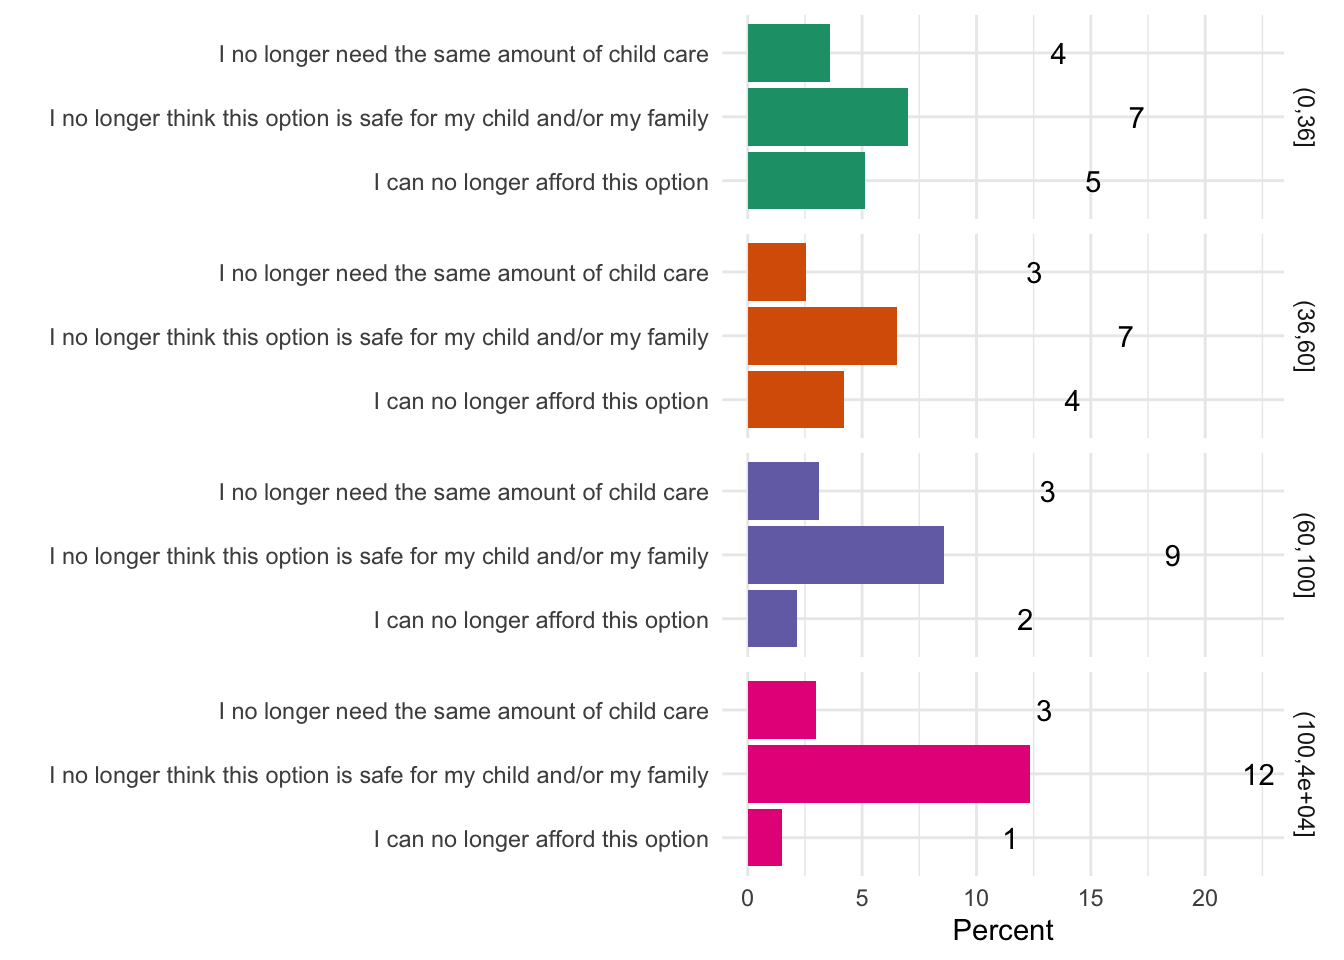 I no longer need the same amount of child care 4
I no longer think this option is safe for my child and/or my family 7
I can no longer afford this option 5
(0,36]
I no longer need the same amount of child care 3
I no longer think this option is safe for my child and/or my family 7
I can no longer afford this option 4
(36,60]
I no longer need the same amount of child care 3
I no longer think this option is safe for my child and/or my family 9
I can no longer afford this option 2
(60,100]
I no longer need the same amount of child care 3
I no longer think this option is safe for my child and/or my family 12
I can no longer afford this option 1
(100,4e+04]
0 5 10 15 20
Percent